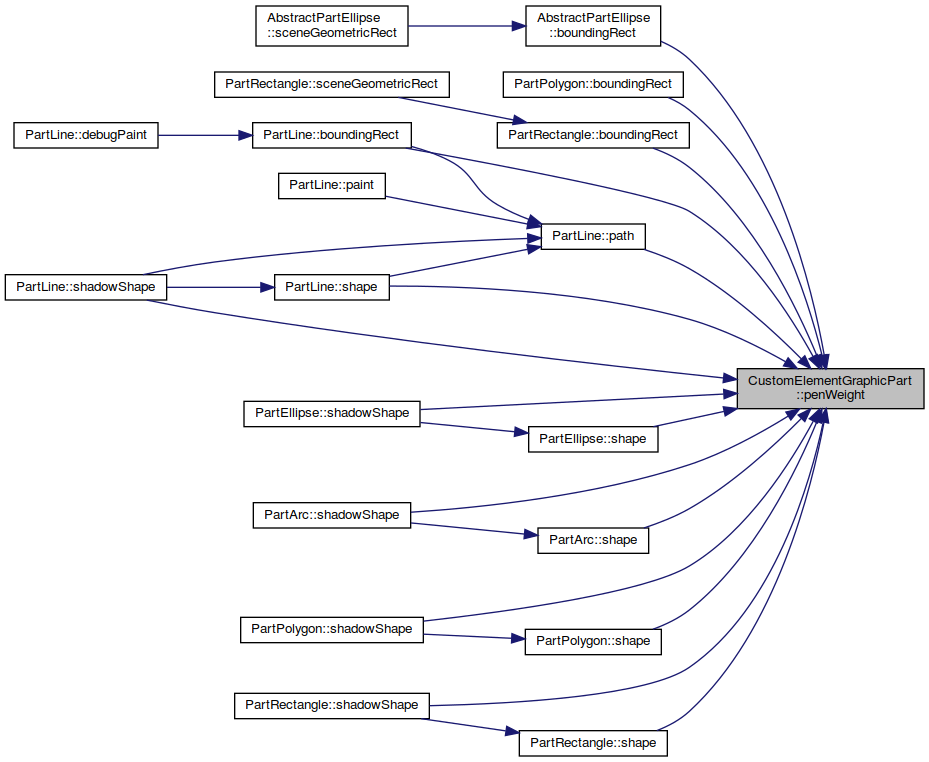 AbstractPartEllipse
::sceneGeometricRect
AbstractPartEllipse
::boundingRect
PartRectangle::sceneGeometricRect
PartPolygon::boundingRect
PartLine::debugPaint
PartLine::boundingRect
PartRectangle::boundingRect
PartLine::paint
PartLine::path
PartLine::shadowShape
PartLine::shape
CustomElementGraphicPart
::penWeight
PartEllipse::shadowShape
PartEllipse::shape
PartArc::shadowShape
PartArc::shape
PartPolygon::shadowShape
PartPolygon::shape
PartRectangle::shadowShape
PartRectangle::shape